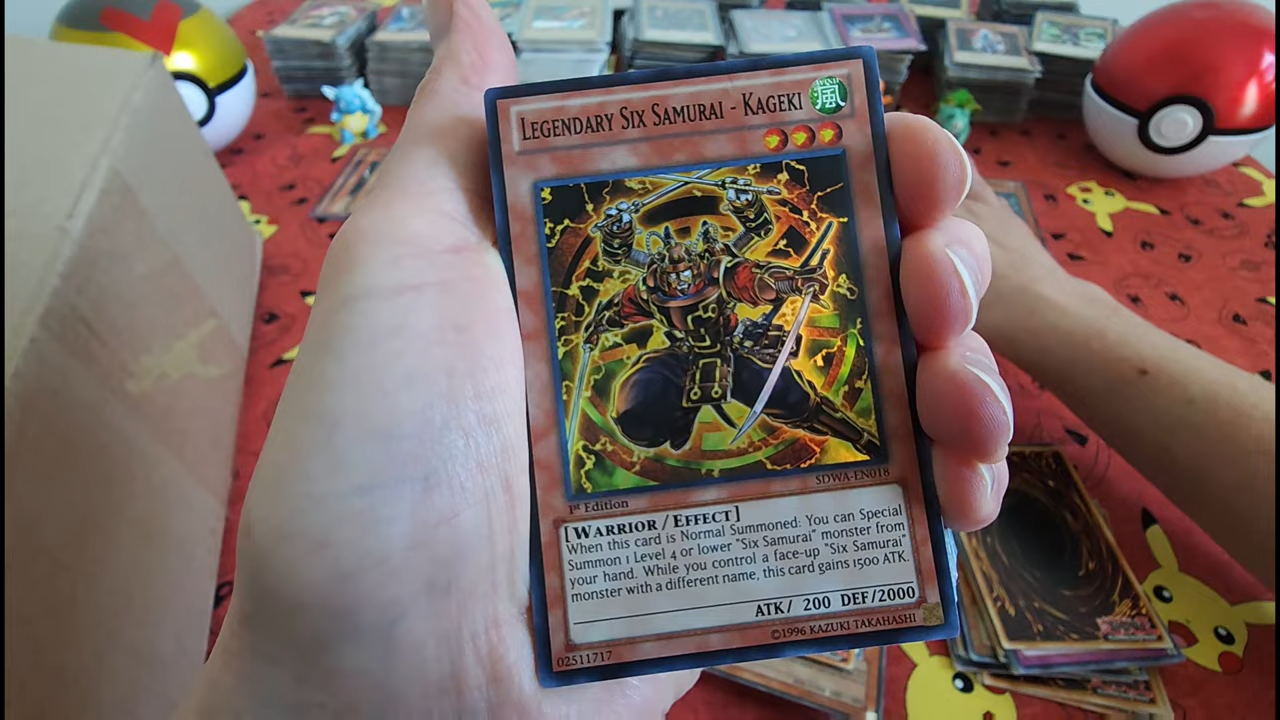 LEGENDARY SIX SAMURAI - KAGEKI
WIND
風
SDWA-EN018
1st Edition
[WARRIOR / EFFECT]
When this card is Normal Summoned: You can Special
Summon 1 Level 4 or lower "Six Samurai" monster from
your hand. While you control a face-up "Six Samurai"
monster with a different name, this card gains 1500 ATK.
ATK/ 200 DEF/2000
©1996 KAZUKI TAKAHASHI
02511717